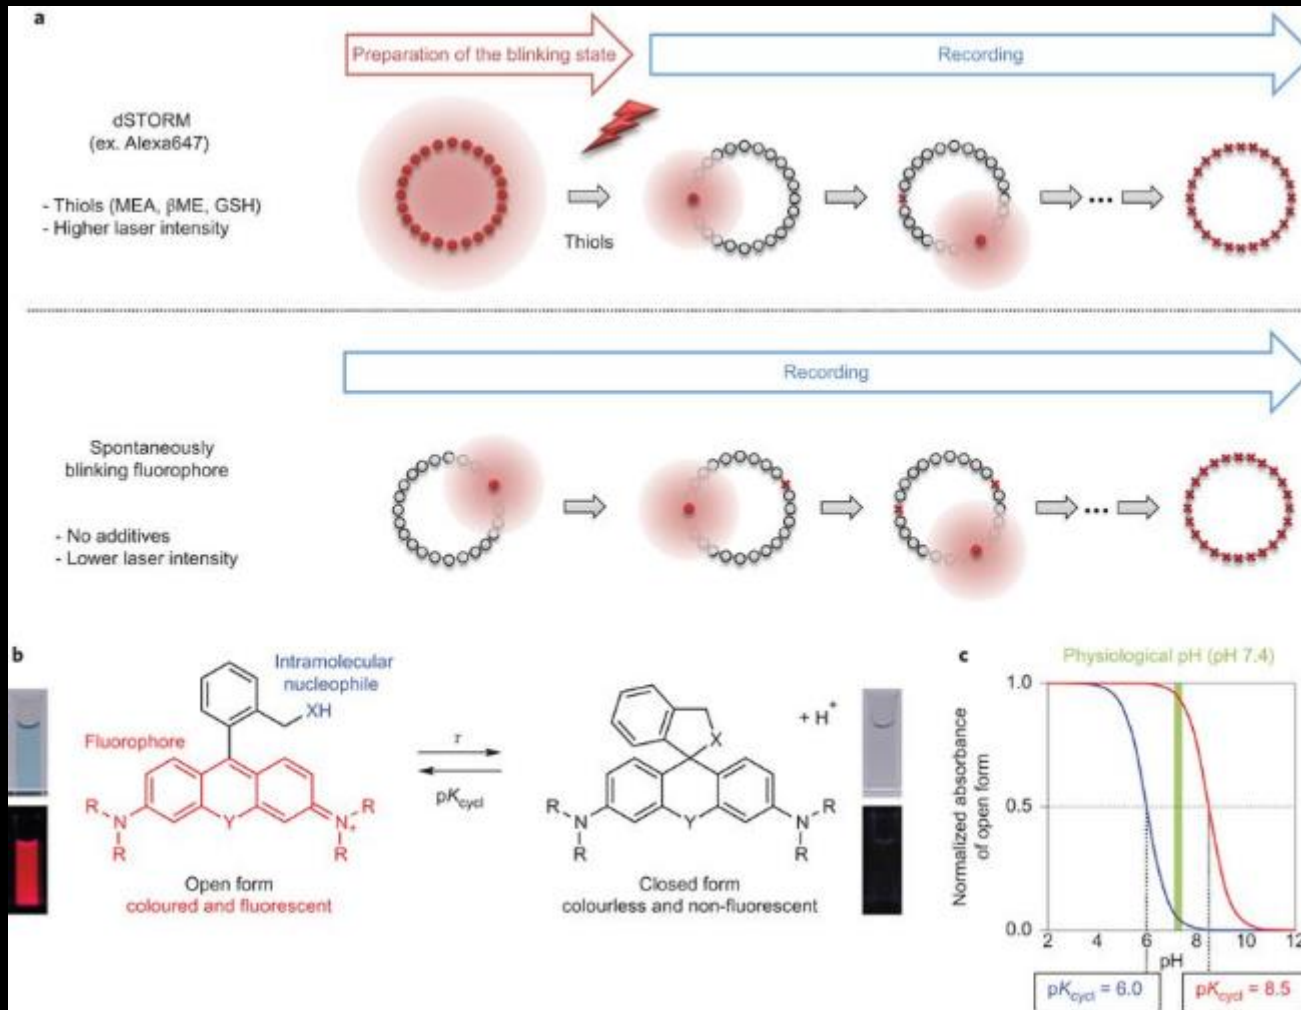 a
Preparation of the blinking state
Recording
dSTORM
(ex. Alexa647)
- Thiols (MEA, βME, GSH)
- Higher laser intensity
Thiols
...
Recording
Spontaneously
blinking fluorophore
- No additives
- Lower laser intensity
...
b
Intramolecular
nucleophile
XH
Fluorophore
R
N
R
Y
R
N+
R
Open form
coloured and fluorescent
τ
pKcycl
X
+ H+
R
N
R
Y
R
N
R
Closed form
colourless and non-fluorescent
c
Physiological pH (pH 7.4)
Normalized absorbance
of open form
1.0
0.5
0.0
2 4 6 8 10 12
pH
pKcycl = 6.0
pKcycl = 8.5